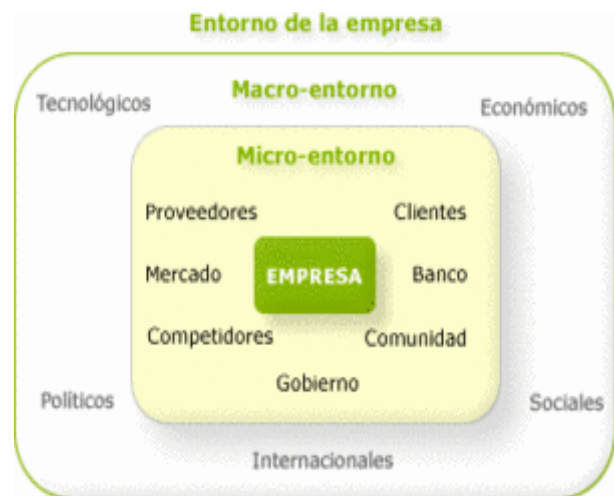 Entorno de la empresa
Macro-entorno
Tecnológicos
Económicos
Micro-entorno
Proveedores
Clientes
Mercado
EMPRESA
Banco
Competidores
Comunidad
Gobierno
Políticos
Sociales
Internacionales